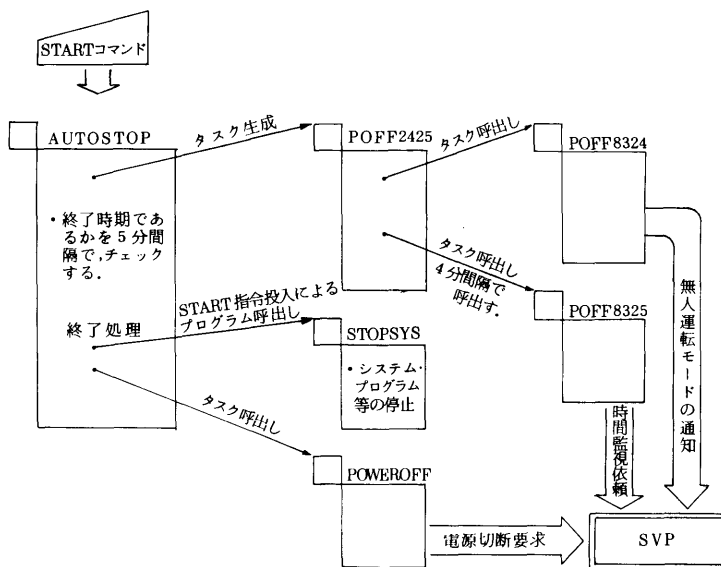 STARTコマンド
AUTOSTOP
・終了時期であ
るかを5分間
隔で,チェック
する.
終了処理
タスク生成
POFF2425
タスク呼出し
POFF8324
タスク呼出し
4分間隔で
呼出す.
POFF8325
START指令投入による
プログラム呼出し
STOPSYS
・システム・
プログラム
等の停止
タスク呼出し
POWEROFF
電源切断要求
時間監視依頼
無人運転モードの通知
SVP